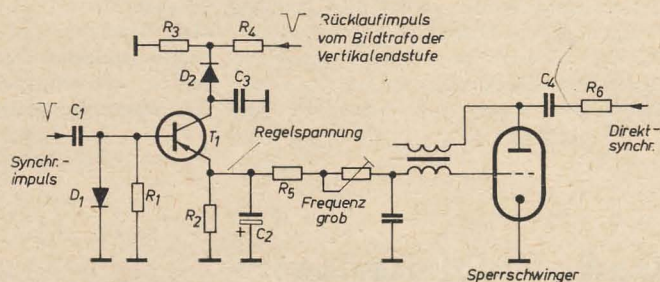 Rücklaufimpuls
vom Bildtrafo der
Vertikalendstufe
R3
R4
D2
C3
C1
C4
R6
T1
Regelspannung
Direkt-
synchr.
Synchr.-
impuls
D1
R1
R2
+
C2
R5
Frequenz
grob
Sperrschwinger